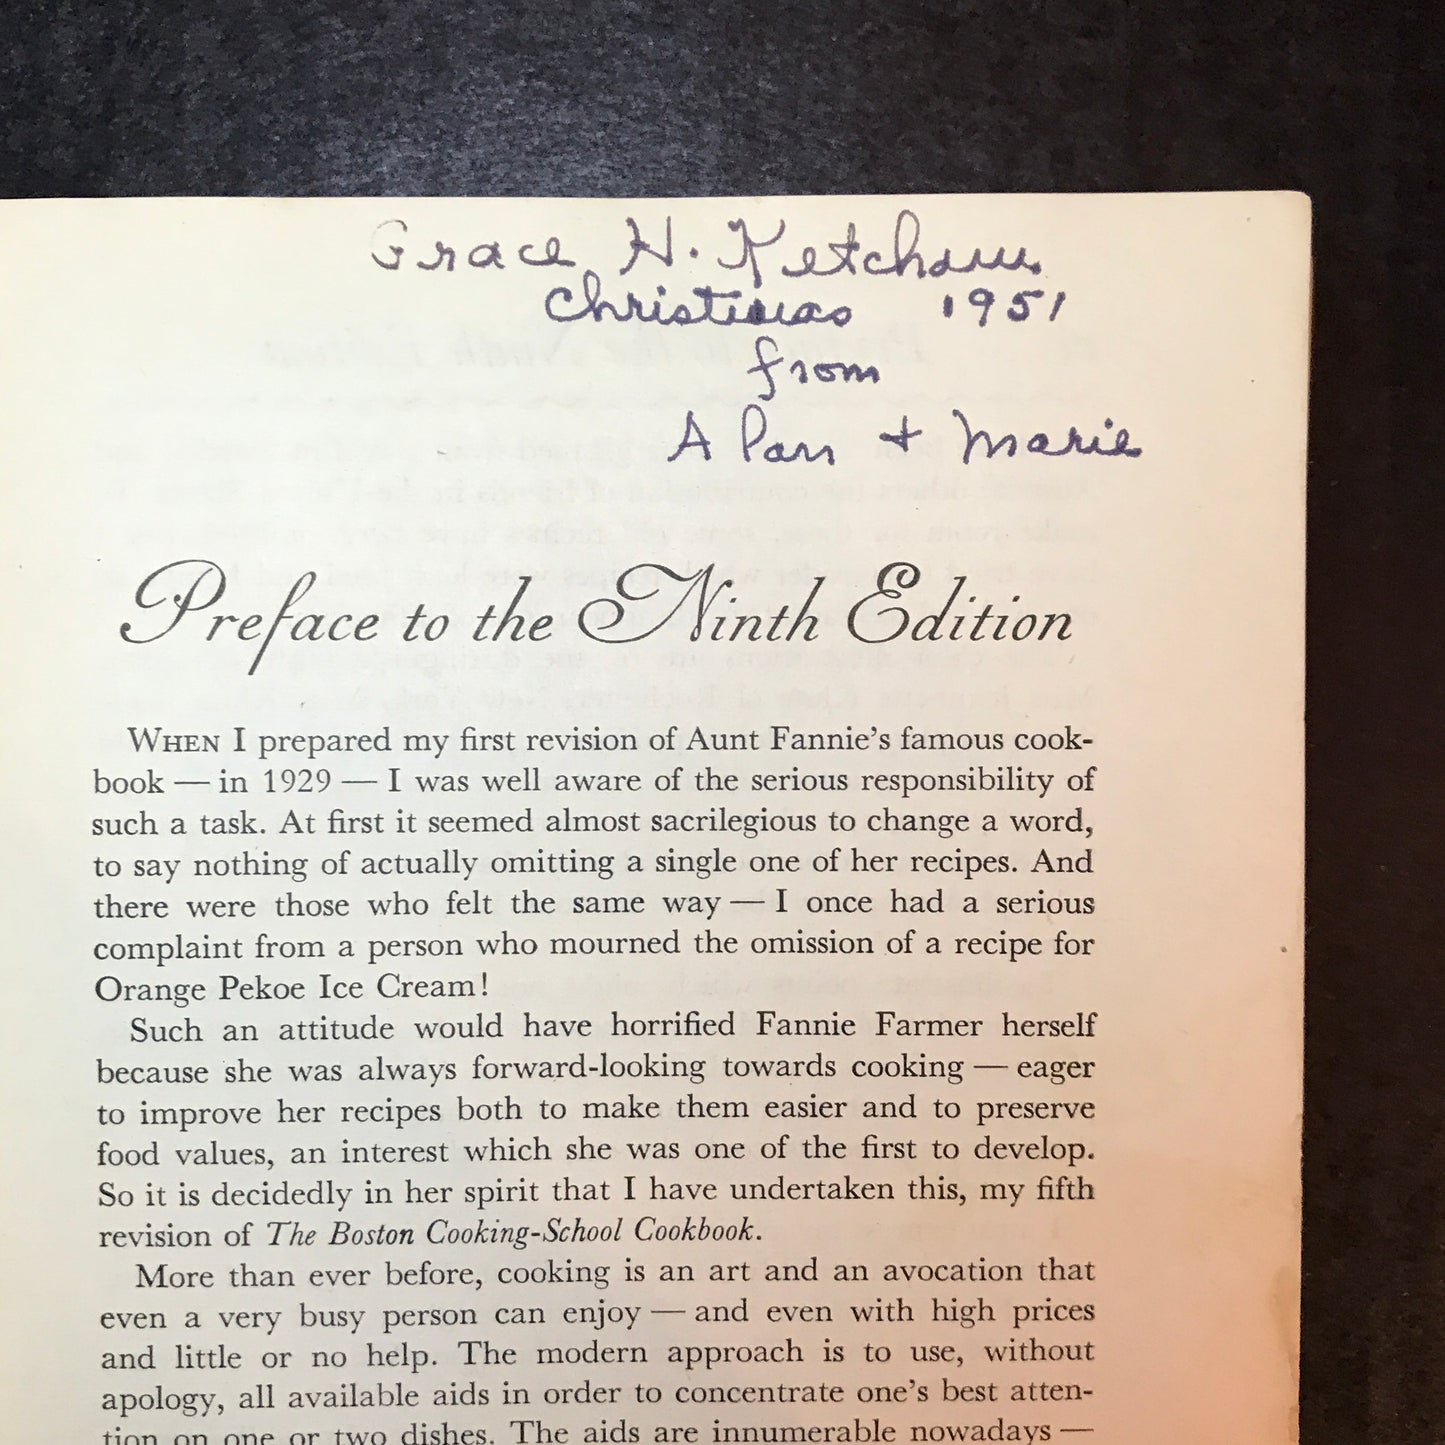 Grace H. Ketcham.
Christmas 1951
from
Alan + Marie
Preface to the Ninth Edition
WHEN I prepared my first revision of Aunt Fannie's famous cook-
book — in 1929 — I was well aware of the serious responsibility of
such a task. At first it seemed almost sacrilegious to change a word,
to say nothing of actually omitting a single one of her recipes. And
there were those who felt the same way — I once had a serious
complaint from a person who mourned the omission of a recipe for
Orange Pekoe Ice Cream!
Such an attitude would have horrified Fannie Farmer herself
because she was always forward-looking towards cooking — eager
to improve her recipes both to make them easier and to preserve
food values, an interest which she was one of the first to develop.
So it is decidedly in her spirit that I have undertaken this, my fifth
revision of The Boston Cooking-School Cookbook.
More than ever before, cooking is an art and an avocation that
even a very busy person can enjoy — and even with high prices
and little or no help. The modern approach is to use, without
apology, all available aids in order to concentrate one's best atten-
tion on one or two dishes. The aids are innumerable nowadays —